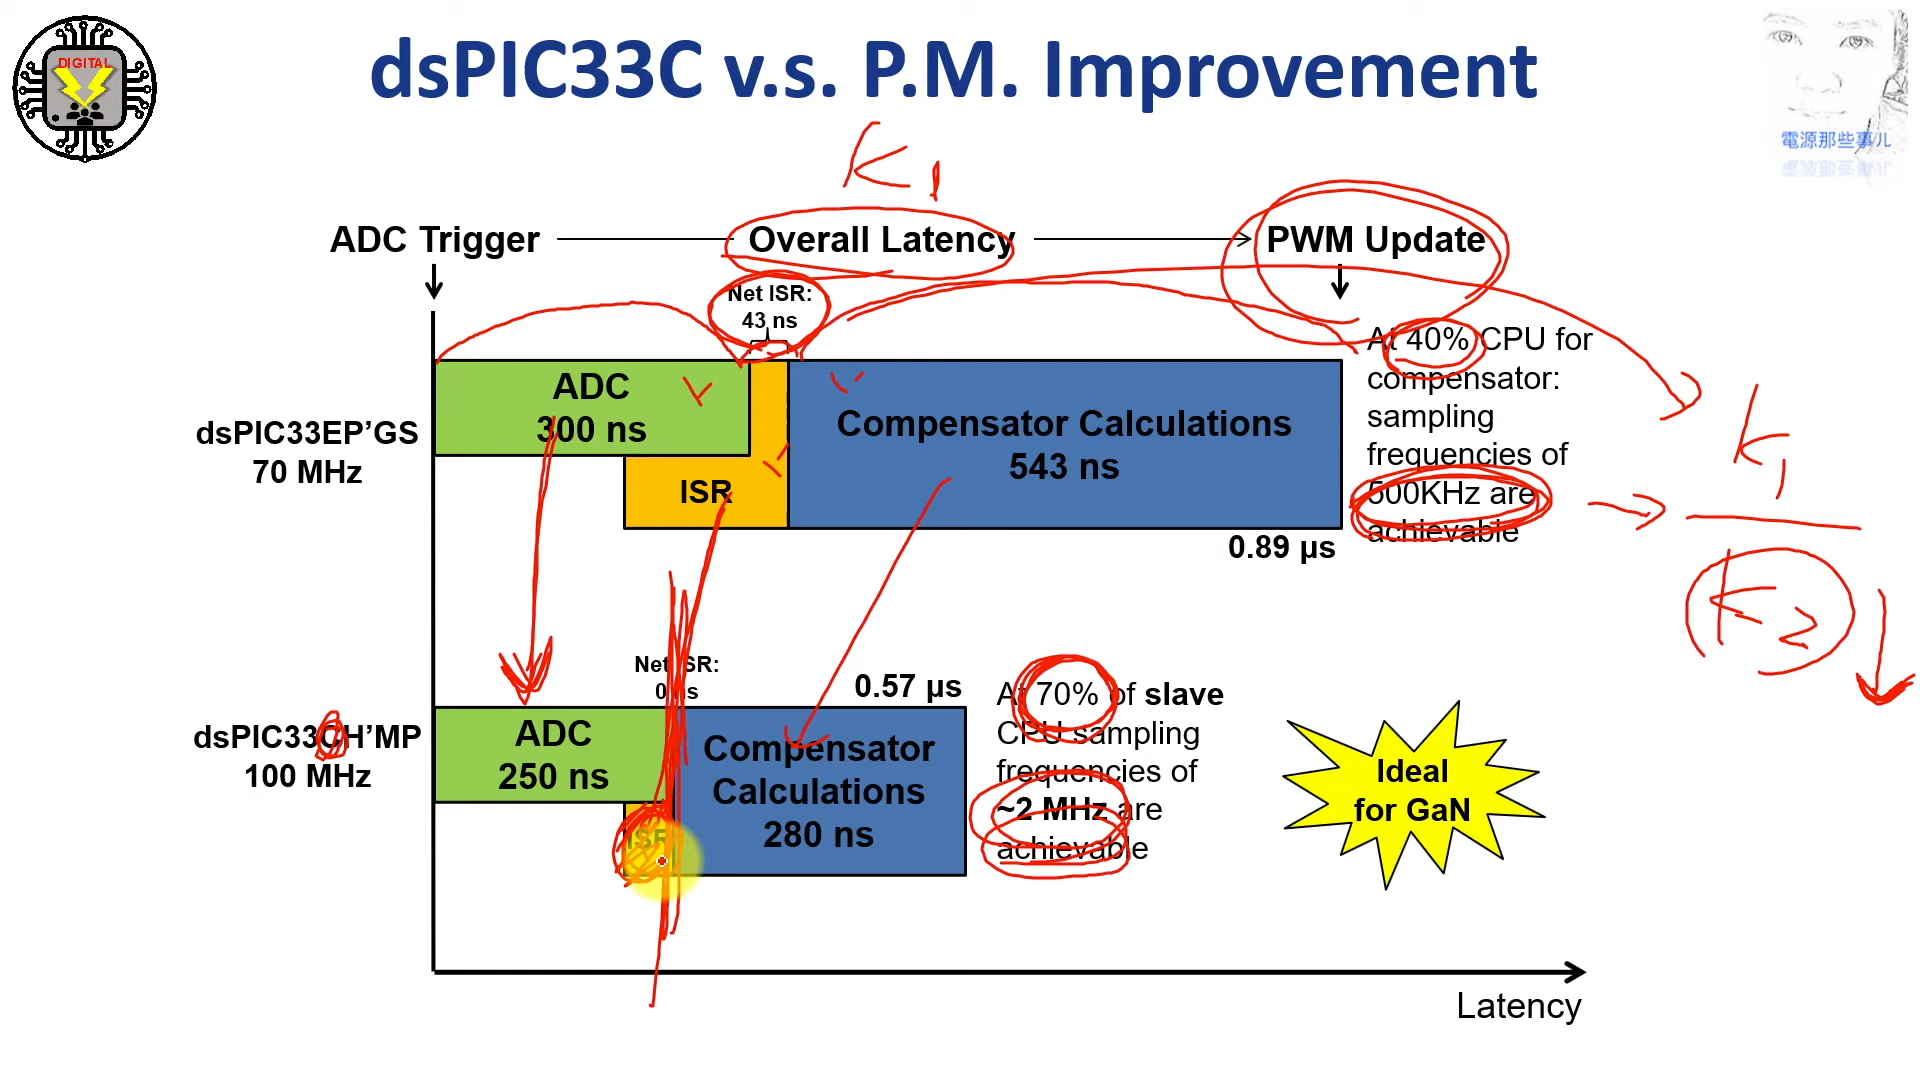 DIGITAL
dsPIC33C v.s. P.M. Improvement
電源那些事儿
K1
ADC Trigger
Overall Latency
PWM Update
Net ISR:
43 ns
At 40% CPU for
compensator:
sampling
frequencies of
500KHz are
achievable
dsPIC33EP’GS
70 MHz
ADC
300 ns
ISR
Compensator Calculations
543 ns
0.89 µs
K1
K2
Net ISR:
0 ns
0.57 µs
dsPIC33CH’MP
100 MHz
ADC
250 ns
ISR
Compensator
Calculations
280 ns
At 70% of slave
CPU sampling
frequencies of
~2 MHz are
achievable
Ideal
for GaN
Latency